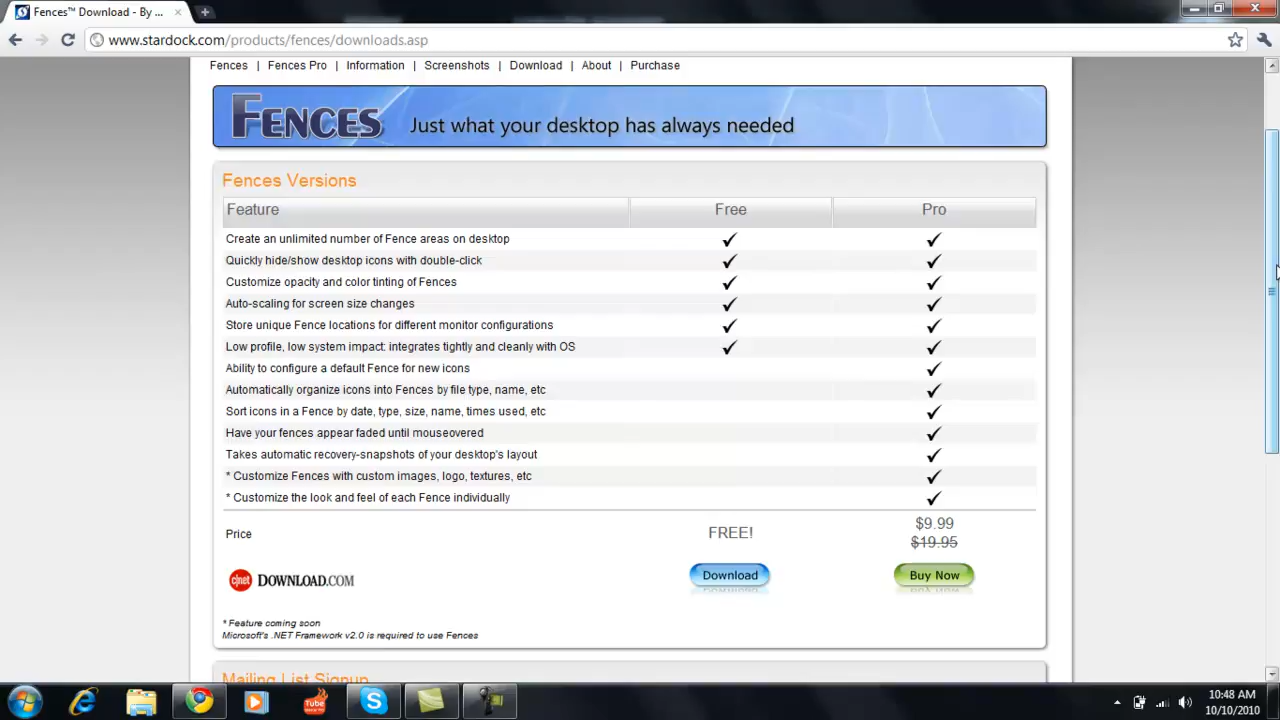 Fences™ Download - By ...
www.stardock.com/products/fences/downloads.asp
Fences | Fences Pro | Information | Screenshots | Download | About | Purchase
FENCES Just what your desktop has always needed
Fences Versions
Feature Free Pro
Create an unlimited number of Fence areas on desktop ✓ ✓
Quickly hide/show desktop icons with double-click ✓ ✓
Customize opacity and color tinting of Fences ✓ ✓
Auto-scaling for screen size changes ✓ ✓
Store unique Fence locations for different monitor configurations ✓ ✓
Low profile, low system impact: integrates tightly and cleanly with OS ✓ ✓
Ability to configure a default Fence for new icons ✓
Automatically organize icons into Fences by file type, name, etc ✓
Sort icons in a Fence by date, type, size, name, times used, etc ✓
Have your fences appear faded until mouseovered ✓
Takes automatic recovery-snapshots of your desktop's layout ✓
* Customize Fences with custom images, logo, textures, etc ✓
* Customize the look and feel of each Fence individually ✓
Price FREE! $9.99
$19.95
c|net DOWNLOAD.COM Download Buy Now
* Feature coming soon
Microsoft's .NET Framework v2.0 is required to use Fences
Mailing List Signup
Tube
10:48 AM
10/10/2010